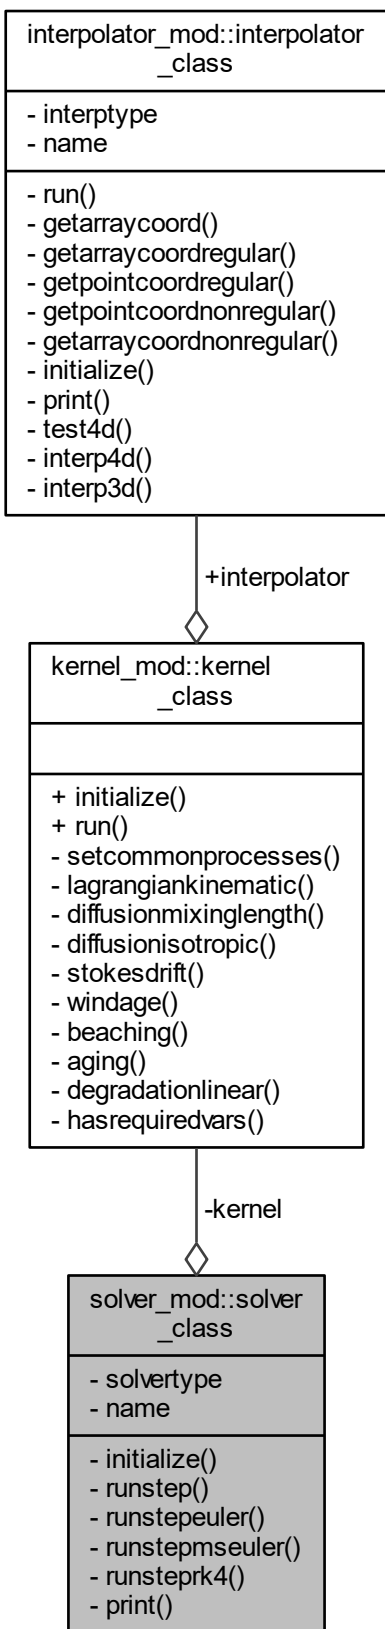 interpolator_mod::interpolator
_class
- interptype
- name
- run()
- getarraycoord()
- getarraycoordregular()
- getpointcoordregular()
- getpointcoordnonregular()
- getarraycoordnonregular()
- initialize()
- print()
- test4d()
- interp4d()
- interp3d()
+interpolator
kernel_mod::kernel
_class
+ initialize()
+ run()
- setcommonprocesses()
- lagrangiankinematic()
- diffusionmixinglength()
- diffusionisotropic()
- stokesdrift()
- windage()
- beaching()
- aging()
- degradationlinear()
- hasrequiredvars()
-kernel
solver_mod::solver
_class
- solvertype
- name
- initialize()
- runstep()
- runstepeuler()
- runstepmseuler()
- runsteprk4()
- print()